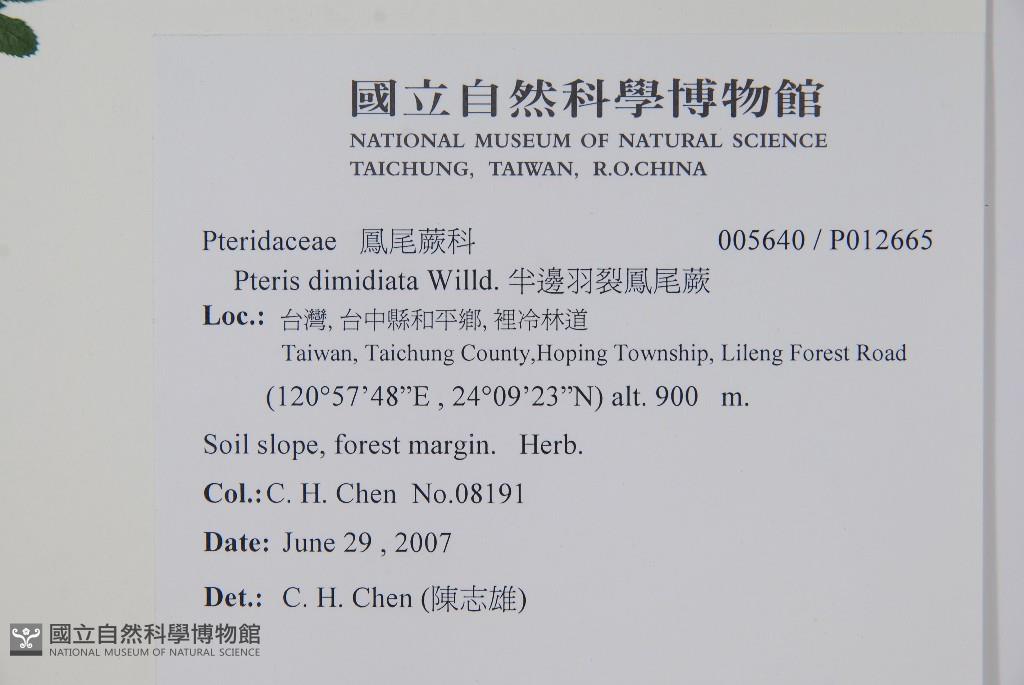 國立自然科學博物館
NATIONAL MUSEUM OF NATURAL SCIENCE
TAICHUNG, TAIWAN, R.O.CHINA
Pteridaceae 鳳尾蕨科 005640 / P012665
Pteris dimidiata Willd. 半邊羽裂鳳尾蕨
Loc.: 台灣, 台中縣和平鄉, 裡冷林道
Taiwan, Taichung County,Hoping Township, Lileng Forest Road
(120°57’48”E , 24°09’23”N) alt. 900 m.
Soil slope, forest margin. Herb.
Col.: C. H. Chen No.08191
Date: June 29 , 2007
Det.: C. H. Chen (陳志雄)
國立自然科學博物館
NATIONAL MUSEUM OF NATURAL SCIENCE